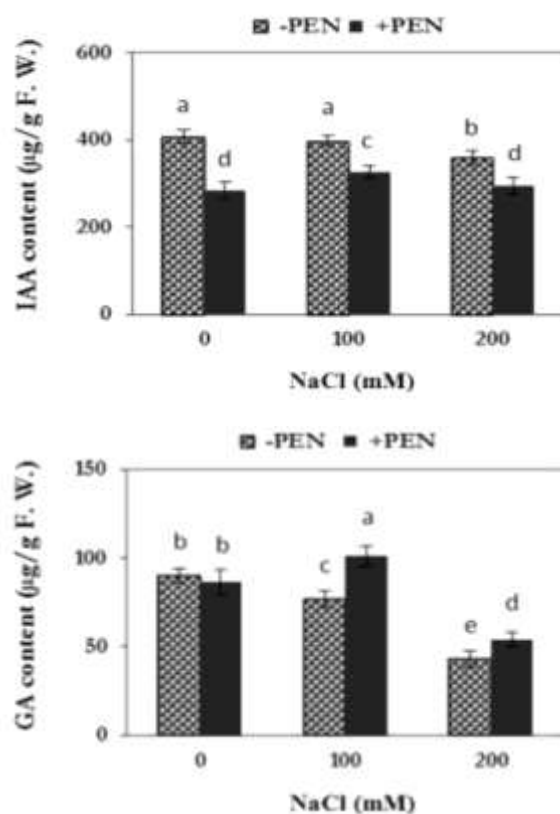 -PEN +PEN
IAA content (µg/g F. W.)
600
400
200
0
a
d
a
c
b
d
0 100 200
NaCl (mM)
-PEN +PEN
GA content (µg/g F. W.)
150
100
50
0
b
b
c
a
e
d
0 100 200
NaCl (mM)